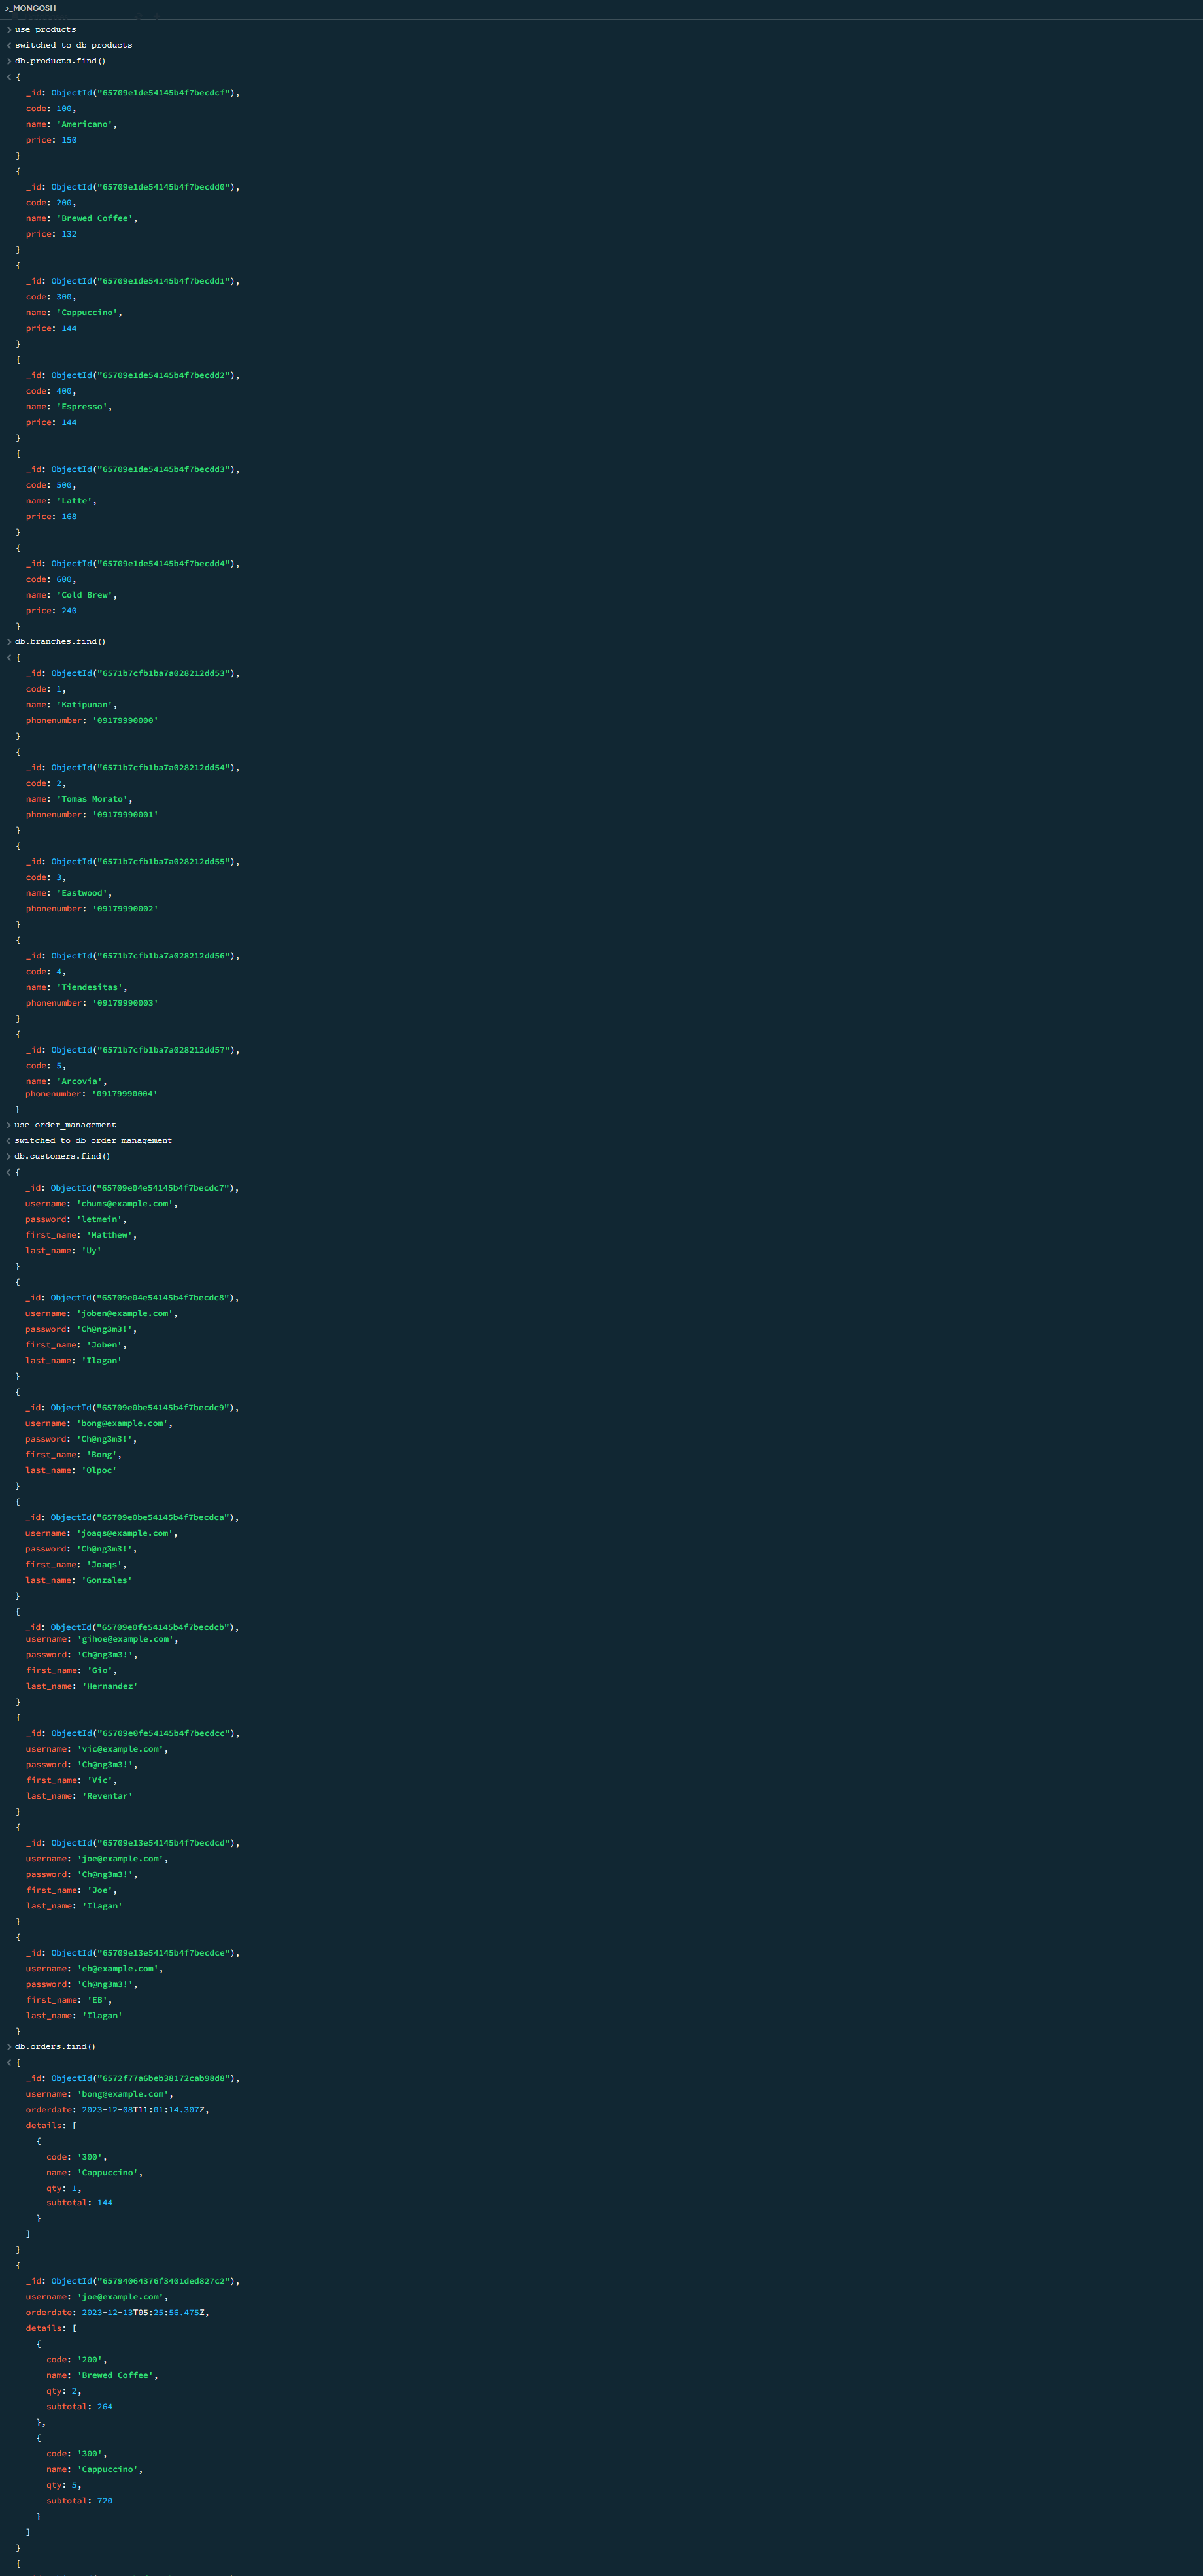 >_MONGOSH
> use products
< switched to db products
> db.products.find()
< {
_id: ObjectId("65709e1de54145b4f7becdcf"),
code: 100,
name: 'Americano',
price: 150
}
{
_id: ObjectId("65709e1de54145b4f7becdd0"),
code: 200,
name: 'Brewed Coffee',
price: 132
}
{
_id: ObjectId("65709e1de54145b4f7becdd1"),
code: 300,
name: 'Cappuccino',
price: 144
}
{
_id: ObjectId("65709e1de54145b4f7becdd2"),
code: 400,
name: 'Espresso',
price: 144
}
{
_id: ObjectId("65709e1de54145b4f7becdd3"),
code: 500,
name: 'Latte',
price: 168
}
{
_id: ObjectId("65709e1de54145b4f7becdd4"),
code: 600,
name: 'Cold Brew',
price: 240
}
> db.branches.find()
< {
_id: ObjectId("6571b7cfb1ba7a028212dd53"),
code: 1,
name: 'Katipunan',
phonenumber: '09179990000'
}
{
_id: ObjectId("6571b7cfb1ba7a028212dd54"),
code: 2,
name: 'Tomas Morato',
phonenumber: '09179990001'
}
{
_id: ObjectId("6571b7cfb1ba7a028212dd55"),
code: 3,
name: 'Eastwood',
phonenumber: '09179990002'
}
{
_id: ObjectId("6571b7cfb1ba7a028212dd56"),
code: 4,
name: 'Tiendesitas',
phonenumber: '09179990003'
}
{
_id: ObjectId("6571b7cfb1ba7a028212dd57"),
code: 5,
name: 'Arcovia',
phonenumber: '09179990004'
}
> use order_management
< switched to db order_management
> db.customers.find()
< {
_id: ObjectId("65709e04e54145b4f7becdc7"),
username: 'chums@example.com',
password: 'letmein',
first_name: 'Matthew',
last_name: 'Uy'
}
{
_id: ObjectId("65709e04e54145b4f7becdc8"),
username: 'joben@example.com',
password: 'Ch@ng3m3!',
first_name: 'Joben',
last_name: 'Ilagan'
}
{
_id: ObjectId("65709e0be54145b4f7becdc9"),
username: 'bong@example.com',
password: 'Ch@ng3m3!',
first_name: 'Bong',
last_name: 'Olpoc'
}
{
_id: ObjectId("65709e0be54145b4f7becdca"),
username: 'joaqs@example.com',
password: 'Ch@ng3m3!',
first_name: 'Joaqs',
last_name: 'Gonzales'
}
{
_id: ObjectId("65709e0fe54145b4f7becdcb"),
username: 'gihoe@example.com',
password: 'Ch@ng3m3!',
first_name: 'Gio',
last_name: 'Hernandez'
}
{
_id: ObjectId("65709e0fe54145b4f7becdcc"),
username: 'vic@example.com',
password: 'Ch@ng3m3!',
first_name: 'Vic',
last_name: 'Reventar'
}
{
_id: ObjectId("65709e13e54145b4f7becdcd"),
username: 'joe@example.com',
password: 'Ch@ng3m3!',
first_name: 'Joe',
last_name: 'Ilagan'
}
{
_id: ObjectId("65709e13e54145b4f7becdce"),
username: 'eb@example.com',
password: 'Ch@ng3m3!',
first_name: 'EB',
last_name: 'Ilagan'
}
> db.orders.find()
< {
_id: ObjectId("6572f77a6beb38172cab98d8"),
username: 'bong@example.com',
orderdate: 2023-12-08T11:01:14.307Z,
details: [
{
code: '300',
name: 'Cappuccino',
qty: 1,
subtotal: 144
}
]
}
{
_id: ObjectId("65794064376f3401ded827c2"),
username: 'joe@example.com',
orderdate: 2023-12-13T05:25:56.475Z,
details: [
{
code: '200',
name: 'Brewed Coffee',
qty: 2,
subtotal: 264
},
{
code: '300',
name: 'Cappuccino',
qty: 5,
subtotal: 720
}
]
}
{